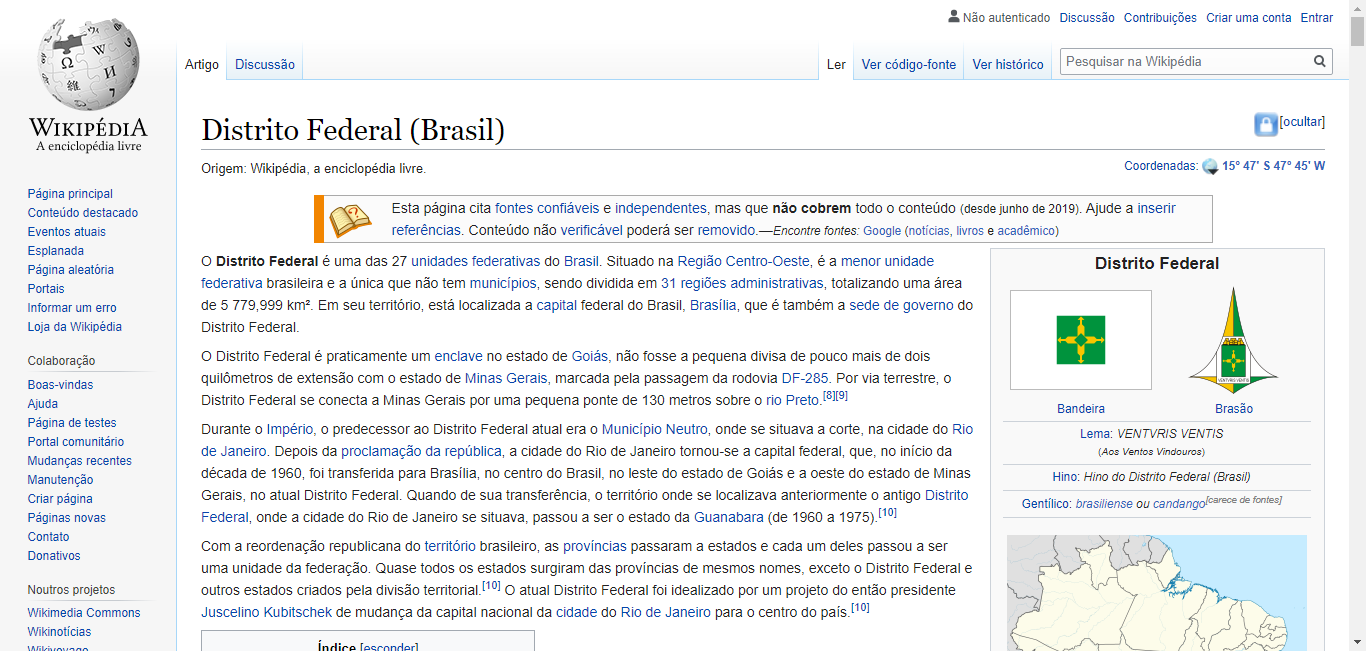 Não autenticado Discussão Contribuições Criar uma conta Entrar
WIKIPÉDIA
A enciclopédia livre
Artigo Discussão Ler Ver código-fonte Ver histórico Pesquisar na Wikipédia
Distrito Federal (Brasil)
[ocultar]
Origem: Wikipédia, a enciclopédia livre.
Coordenadas: 15° 47' S 47° 45' W
Página principal
Conteúdo destacado
Eventos atuais
Esplanada
Página aleatória
Portais
Informar um erro
Loja da Wikipédia
Colaboração
Boas-vindas
Ajuda
Página de testes
Portal comunitário
Mudanças recentes
Manutenção
Criar página
Páginas novas
Contato
Donativos
Noutros projetos
Wikimedia Commons
Wikinotícias
Wikivoyage
Esta página cita fontes confiáveis e independentes, mas que não cobrem todo o conteúdo (desde junho de 2019). Ajude a inserir
referências. Conteúdo não verificável poderá ser removido.—Encontre fontes: Google (notícias, livros e acadêmico)
O Distrito Federal é uma das 27 unidades federativas do Brasil. Situado na Região Centro-Oeste, é a menor unidade
federativa brasileira e a única que não tem municípios, sendo dividida em 31 regiões administrativas, totalizando uma área
de 5 779,999 km². Em seu território, está localizada a capital federal do Brasil, Brasília, que é também a sede de governo do
Distrito Federal.
O Distrito Federal é praticamente um enclave no estado de Goiás, não fosse a pequena divisa de pouco mais de dois
quilômetros de extensão com o estado de Minas Gerais, marcada pela passagem da rodovia DF-285. Por via terrestre, o
Distrito Federal se conecta a Minas Gerais por uma pequena ponte de 130 metros sobre o rio Preto.[8][9]
Durante o Império, o predecessor ao Distrito Federal atual era o Município Neutro, onde se situava a corte, na cidade do Rio
de Janeiro. Depois da proclamação da república, a cidade do Rio de Janeiro tornou-se a capital federal, que, no início da
década de 1960, foi transferida para Brasília, no centro do Brasil, no leste do estado de Goiás e a oeste do estado de Minas
Gerais, no atual Distrito Federal. Quando de sua transferência, o território onde se localizava anteriormente o antigo Distrito
Federal, onde a cidade do Rio de Janeiro se situava, passou a ser o estado da Guanabara (de 1960 a 1975).[10]
Com a reordenação republicana do território brasileiro, as províncias passaram a estados e cada um deles passou a ser
uma unidade da federação. Quase todos os estados surgiram das províncias de mesmos nomes, exceto o Distrito Federal e
outros estados criados pela divisão territorial.[10] O atual Distrito Federal foi idealizado por um projeto do então presidente
Juscelino Kubitschek de mudança da capital nacional da cidade do Rio de Janeiro para o centro do país.[10]
Índice [esconder]
Distrito Federal
VENTVRIS VENTIS
Bandeira Brasão
Lema: VENTVRIS VENTIS
(Aos Ventos Vindouros)
Hino: Hino do Distrito Federal (Brasil)
Gentílico: brasiliense ou candango[carece de fontes]